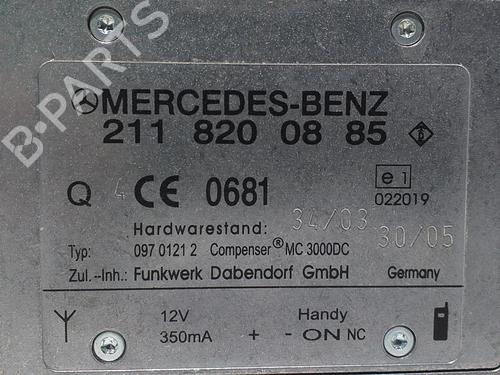 B-PARTS
MERCEDES-BENZ
211 820 08 85
Q 4 CE 0681 e1
022019
Hardwarestand: 34/03 30/05
Typ: 097 0121 2 Compenser® MC 3000DC
Zul.-Inh.: Funkwerk Dabendorf GmbH Germany
12V Handy
350mA + - ON NC